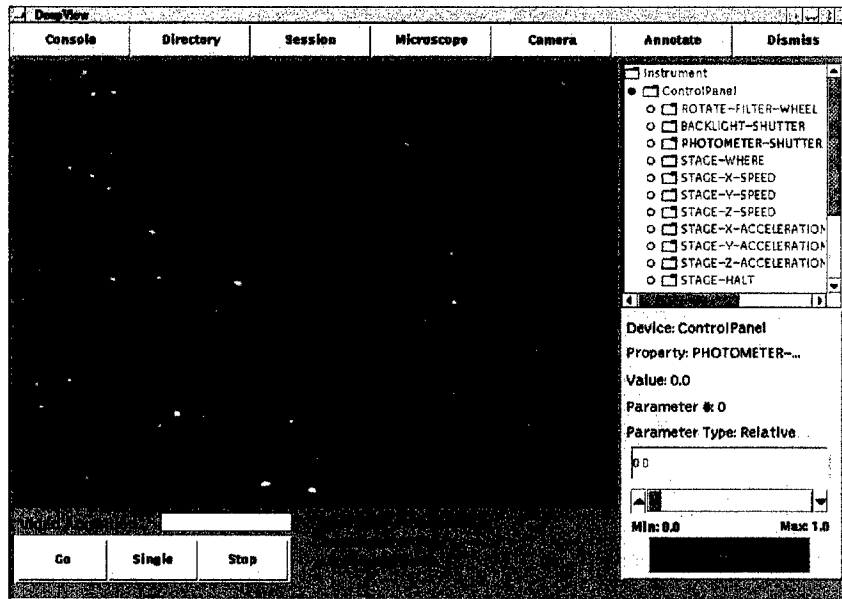 DeepView
Console Directory Session Microscope Camera Annotate Dismiss
Instrument
ControlPanel
ROTATE-FILTER-WHEEL
BACKLIGHT-SHUTTER
PHOTOMETER-SHUTTER
STAGE-WHERE
STAGE-X-SPEED
STAGE-Y-SPEED
STAGE-Z-SPEED
STAGE-X-ACCELERATION
STAGE-Y-ACCELERATION
STAGE-Z-ACCELERATION
STAGE-HALT
Device: ControlPanel
Property: PHOTOMETER-...
Value: 0.0
Parameter #: 0
Parameter Type: Relative
0.0
Min: 0.0 Max: 1.0
Go Single Stop